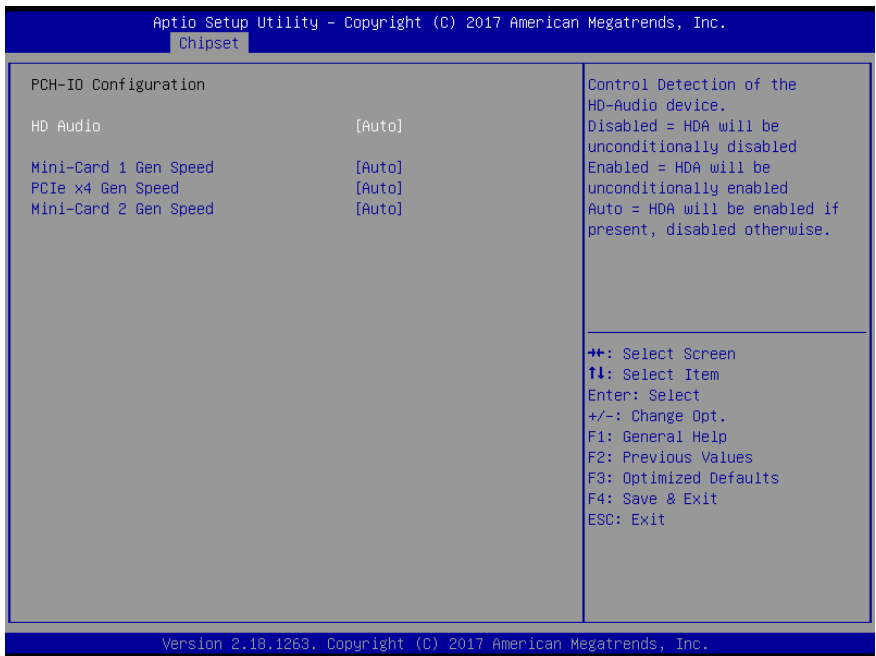 Aptio Setup Utility – Copyright (C) 2017 American Megatrends, Inc.
Chipset
PCH-IO Configuration
HD Audio [Auto]
Mini-Card 1 Gen Speed [Auto]
PCIe x4 Gen Speed [Auto]
Mini-Card 2 Gen Speed [Auto]
Control Detection of the
HD-Audio device.
Disabled = HDA will be
unconditionally disabled
Enabled = HDA will be
unconditionally enabled
Auto = HDA will be enabled if
present, disabled otherwise.
→←: Select Screen
↑↓: Select Item
Enter: Select
+/-: Change Opt.
F1: General Help
F2: Previous Values
F3: Optimized Defaults
F4: Save & Exit
ESC: Exit
Version 2.18.1263. Copyright (C) 2017 American Megatrends, Inc.